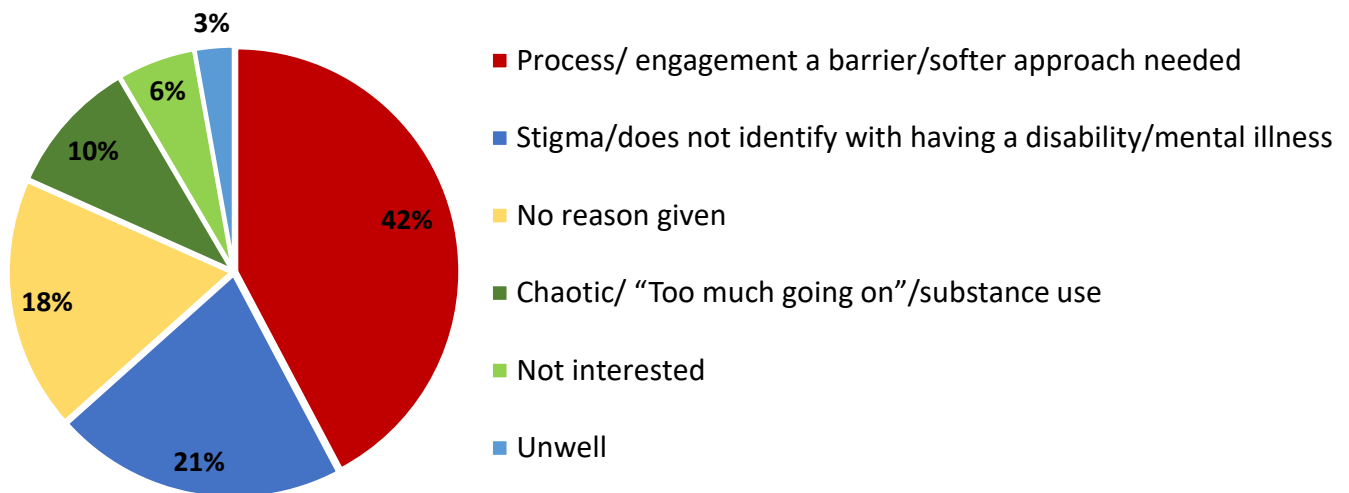 3%
6%
10%
42%
18%
21%
Process/ engagement a barrier/softer approach needed
Stigma/does not identify with having a disability/mental illness
No reason given
Chaotic/ “Too much going on”/substance use
Not interested
Unwell